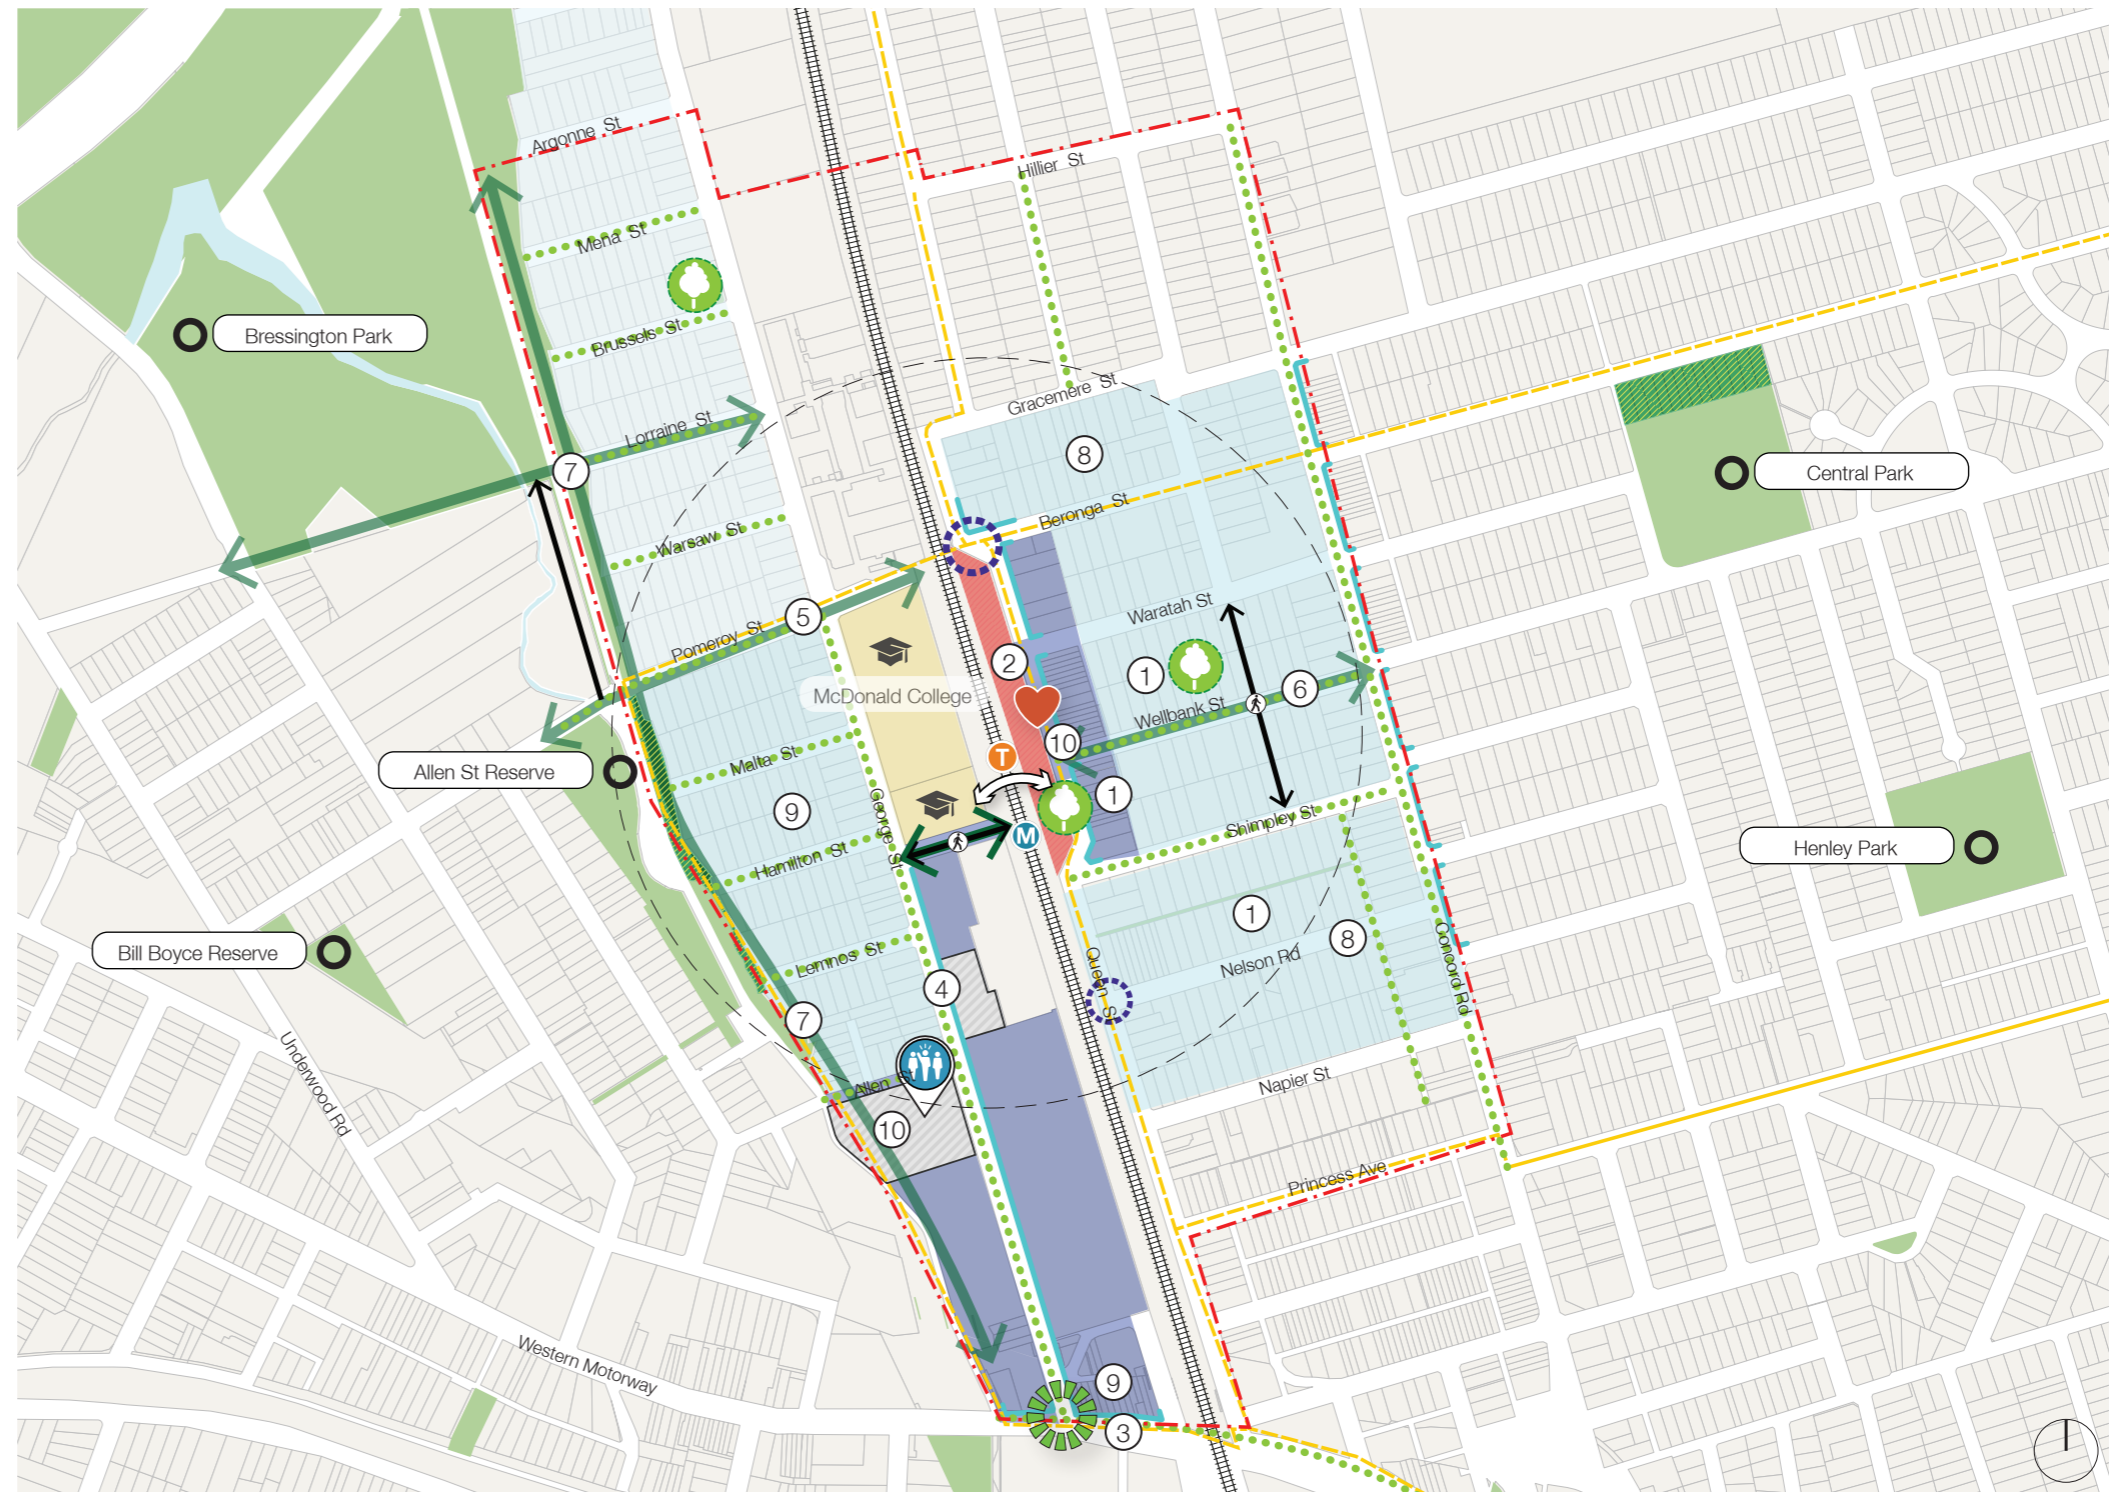 Argonne St
Hillier St
Mena St
Bressington Park
Brussels St
Gracemere St
Lorraine St
8
7
Central Park
Beronga St
Warsaw St
Waratah St
5
Pomeroy St
2
1
McDonald College
6
Wellbank St
10
Malta St
T
Allen St Reserve
1
9
George St
Shimpley St
M
Hamilton St
Henley Park
1
8
Bill Boyce Reserve
Lemnos St
Nelson Rd
Concord Rd
4
Queen S
7
Underwood Rd
Allen St
Napier St
10
Princess Ave
Western Motorway
9
3